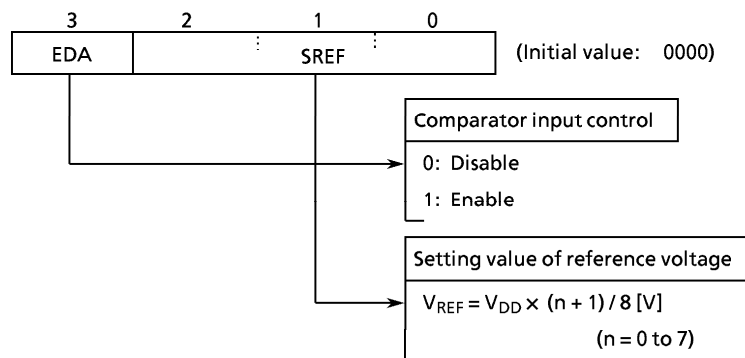 3 2 1 0
EDA SREF (Initial value: 0000)
Comparator input control
0: Disable
1: Enable
Setting value of reference voltage
VREF = VDD × (n + 1) / 8 [V]
(n = 0 to 7)